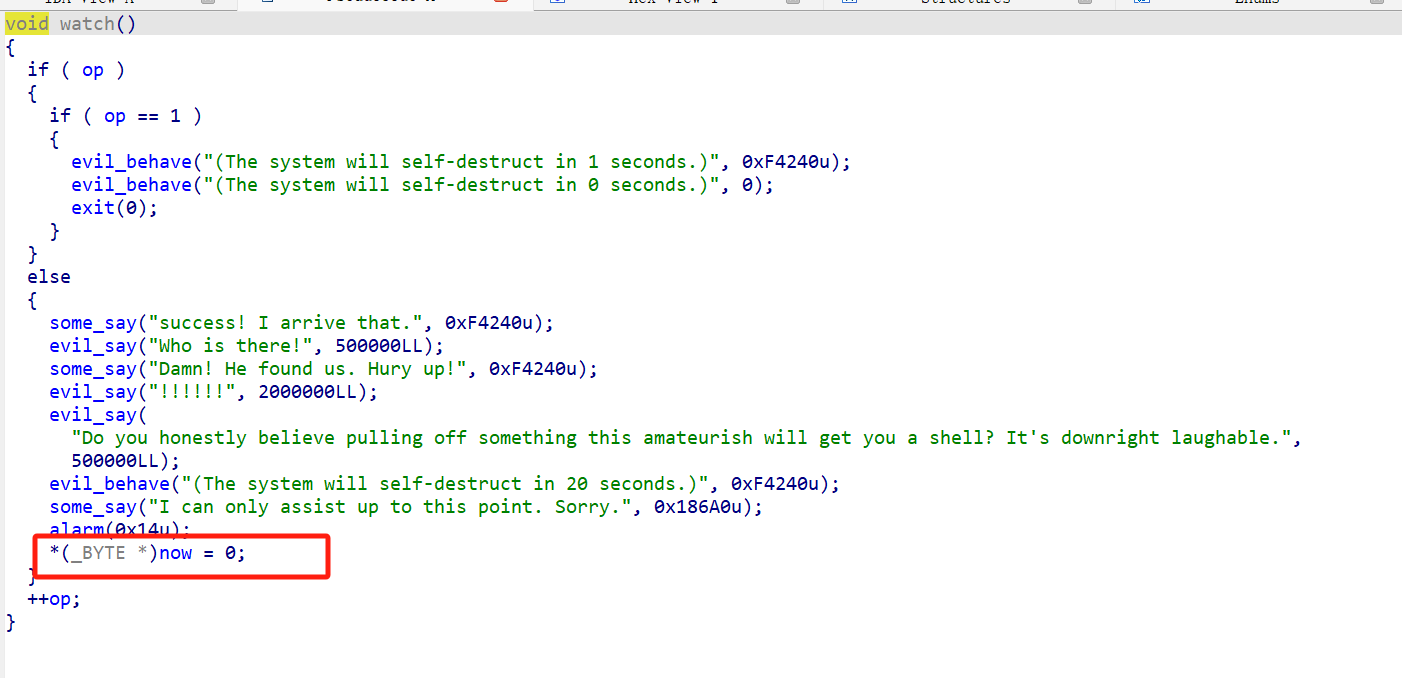 void watch()
{
if ( op )
{
if ( op == 1 )
{
evil_behave("(The system will self-destruct in 1 seconds.)", 0xF4240u);
evil_behave("(The system will self-destruct in 0 seconds.)", 0);
exit(0);
}
}
else
{
some_say("success! I arrive that.", 0xF4240u);
evil_say("Who is there!", 500000LL);
some_say("Damn! He found us. Hury up!", 0xF4240u);
evil_say("!!!!!!", 2000000LL);
evil_say(
"Do you honestly believe pulling off something this amateurish will get you a shell? It's downright laughable.",
500000LL);
evil_behave("(The system will self-destruct in 20 seconds.)", 0xF4240u);
some_say("I can only assist up to this point. Sorry.", 0x186A0u);
alarm(0x14u);
*(_BYTE *)now = 0;
}
++op;
}